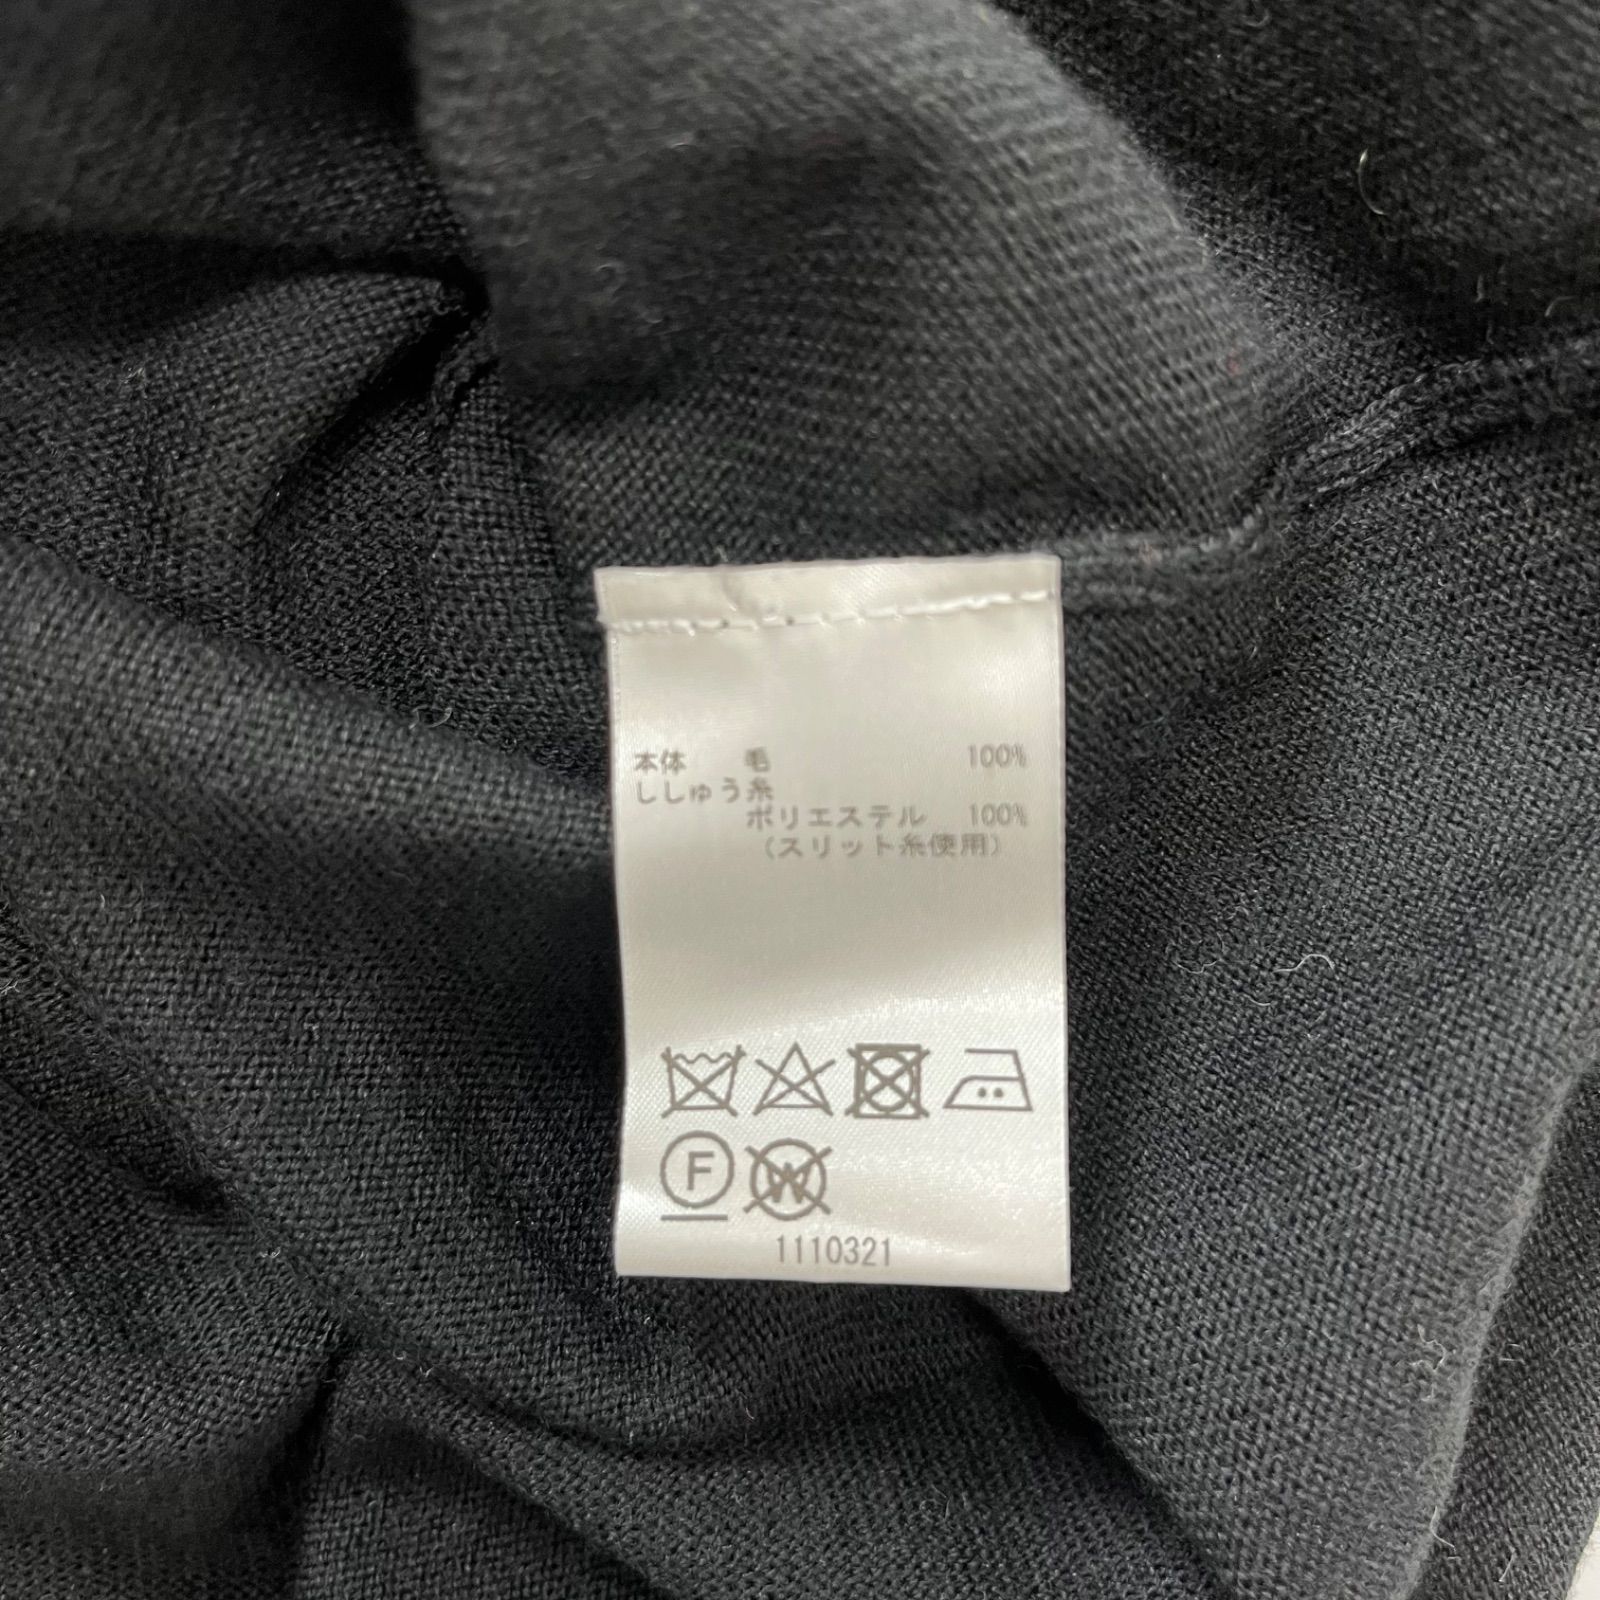 本体 毛 100%
ししゅう糸
ポリエステル 100%
(スリット糸使用)
F W
1110321